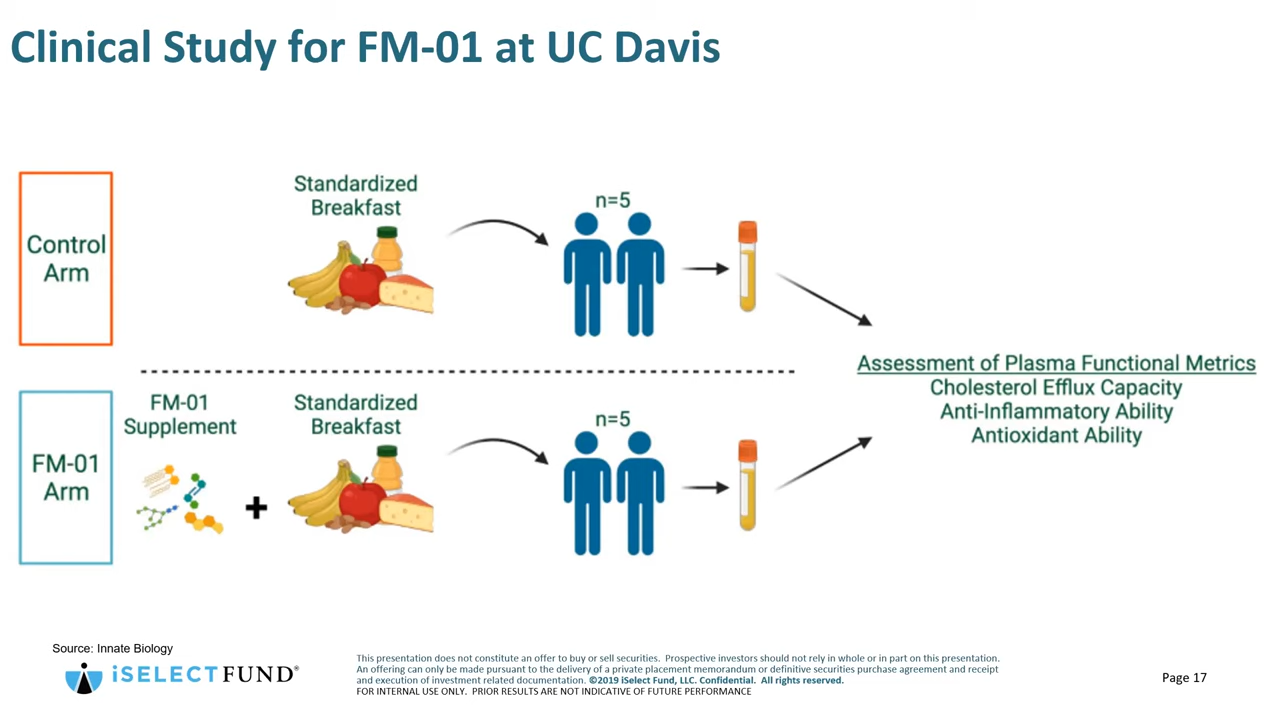 Clinical Study for FM-01 at UC Davis
Control
Arm
Standardized
Breakfast
n=5
Assessment of Plasma Functional Metrics
Cholesterol Efflux Capacity
Anti-Inflammatory Ability
Antioxidant Ability
FM-01
Arm
FM-01
Supplement
+
Standardized
Breakfast
n=5
Source: Innate Biology
iSELECTFUND®
This presentation does not constitute an offer to buy or sell securities. Prospective investors should not rely in whole or in part on this presentation.
An offering can only be made pursuant to the delivery of a private placement memorandum or definitive securities purchase agreement and receipt
and execution of investment related documentation. ©2019 iSelect Fund, LLC. Confidential. All rights reserved.
FOR INTERNAL USE ONLY. PRIOR RESULTS ARE NOT INDICATIVE OF FUTURE PERFORMANCE
Page 17